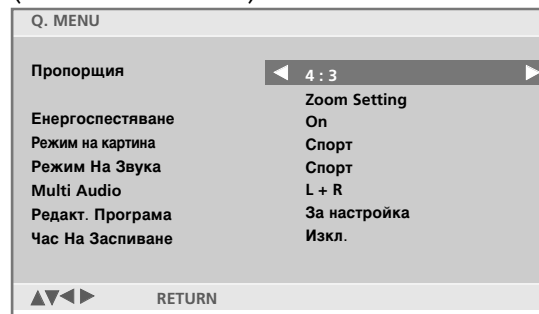 Q. MENU
Пропорщия ◀ 4 : 3 ▶
Zoom Setting
Енергоспестяване On
Режим на картина Спорт
Режим На Звука Спорт
Multi Audio L + R
Редакт. Програма За настройка
Час На Заспиване Изкл.
▲▼◀ ▶ RETURN